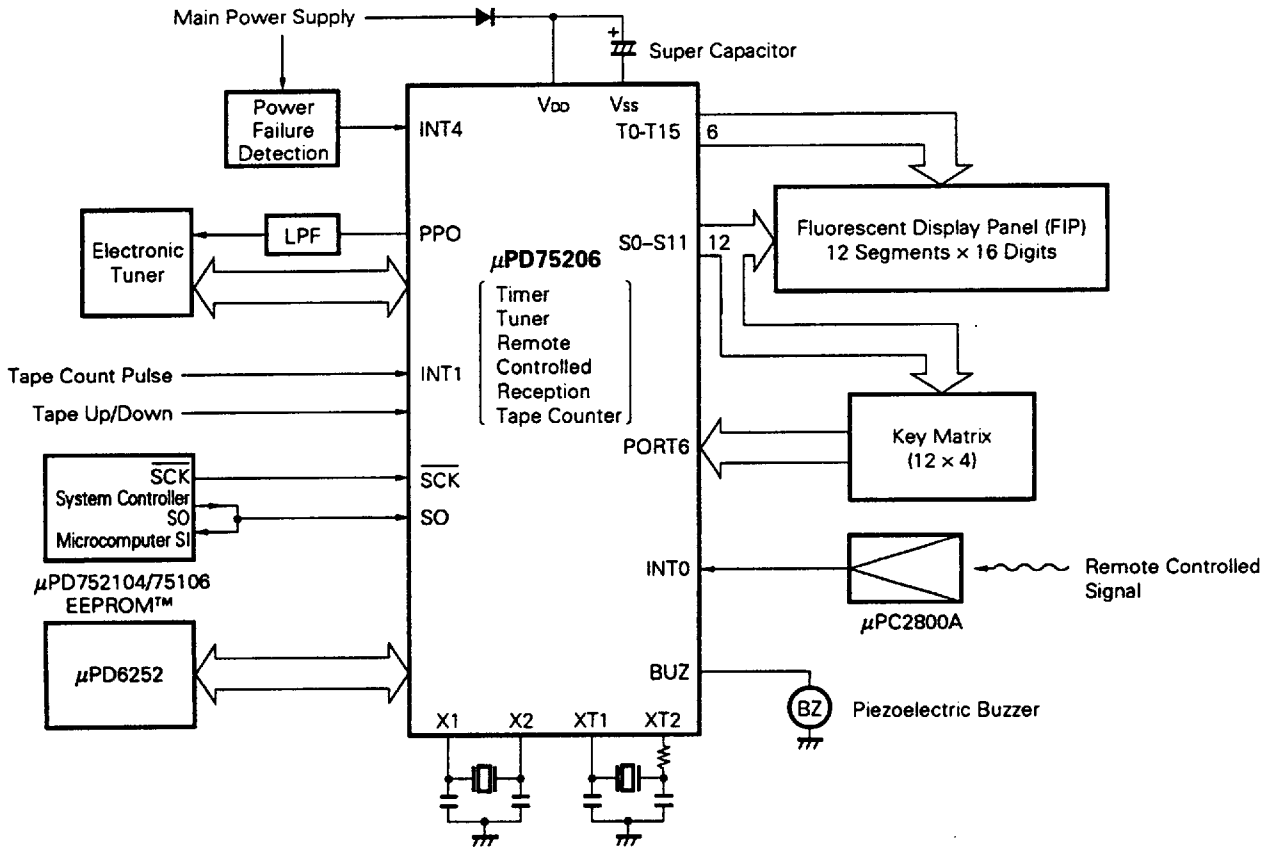 Main Power Supply
+
Super Capacitor
Power
Failure
Detection
INT4
VDD
VSS
T0-T15
6
Electronic
Tuner
LPF
PPO
S0–S11
12
Fluorescent Display Panel (FIP)
12 Segments × 16 Digits
μPD75206
Timer
Tuner
Remote
Controlled
Reception
Tape Counter
Tape Count Pulse
INT1
Tape Up/Down
PORT6
Key Matrix
(12 × 4)
SCK
System Controller
SO
Microcomputer SI
SCK
SO
μPD752104/75106
EEPROM™
μPD6252
INT0
μPC2800A
Remote Controlled
Signal
BUZ
BZ
Piezoelectric Buzzer
X1
X2
XT1
XT2